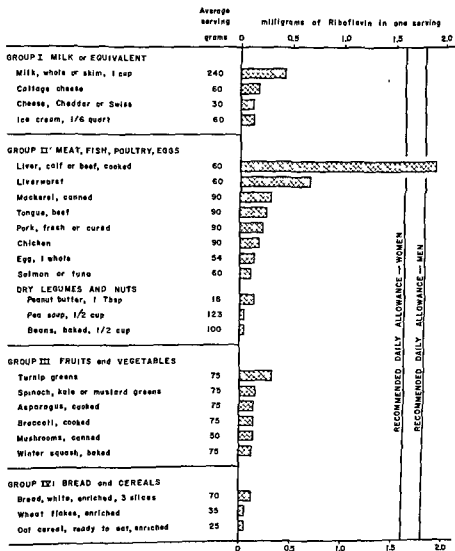 Average
serving
grams
milligrams of Riboflavin in one serving
0 0.5 1.0 1.5 2.0
GROUP I MILK or EQUIVALENT
Milk, whole or skim, 1 cup 240
Cottage cheese 60
Cheese, Cheddar or Swiss 30
Ice cream, 1/6 quart 60
GROUP II' MEAT, FISH, POULTRY, EGGS
Liver, calf or beef, cooked 60
Liverwurst 60
Mackerel, canned 90
Tongue, beef 90
Pork, fresh or cured 90
Chicken 90
Egg, 1 whole 54
Salmon or tuna 60
DRY LEGUMES AND NUTS
Peanut butter, 1 Tbsp 16
Pea soup, 1/2 cup 123
Beans, baked, 1/2 cup 100
GROUP III FRUITS and VEGETABLES
Turnip greens 75
Spinach, kale or mustard greens 75
Asparagus, cooked 75
Broccoli, cooked 75
Mushrooms, canned 50
Winter squash, baked 75
GROUP IV: BREAD and CEREALS
Bread, white, enriched, 3 slices 70
Wheat flakes, enriched 35
Oat cereal, ready to eat, enriched 25
RECOMMENDED DAILY ALLOWANCE—WOMEN
RECOMMENDED DAILY ALLOWANCE—MEN
0 0.5 1.0 1.5 2.0